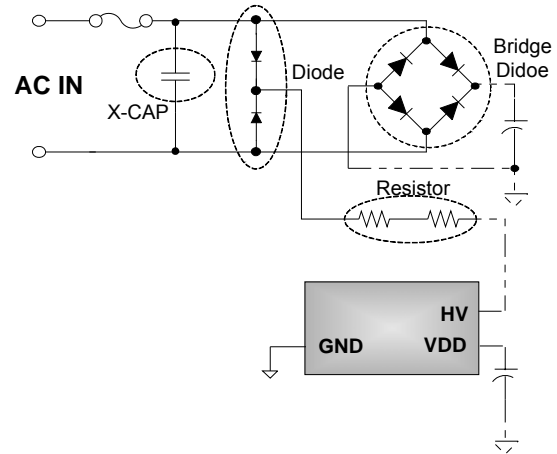 Bridge
Didoe
Diode
AC IN
X-CAP
Resistor
HV
GND
VDD